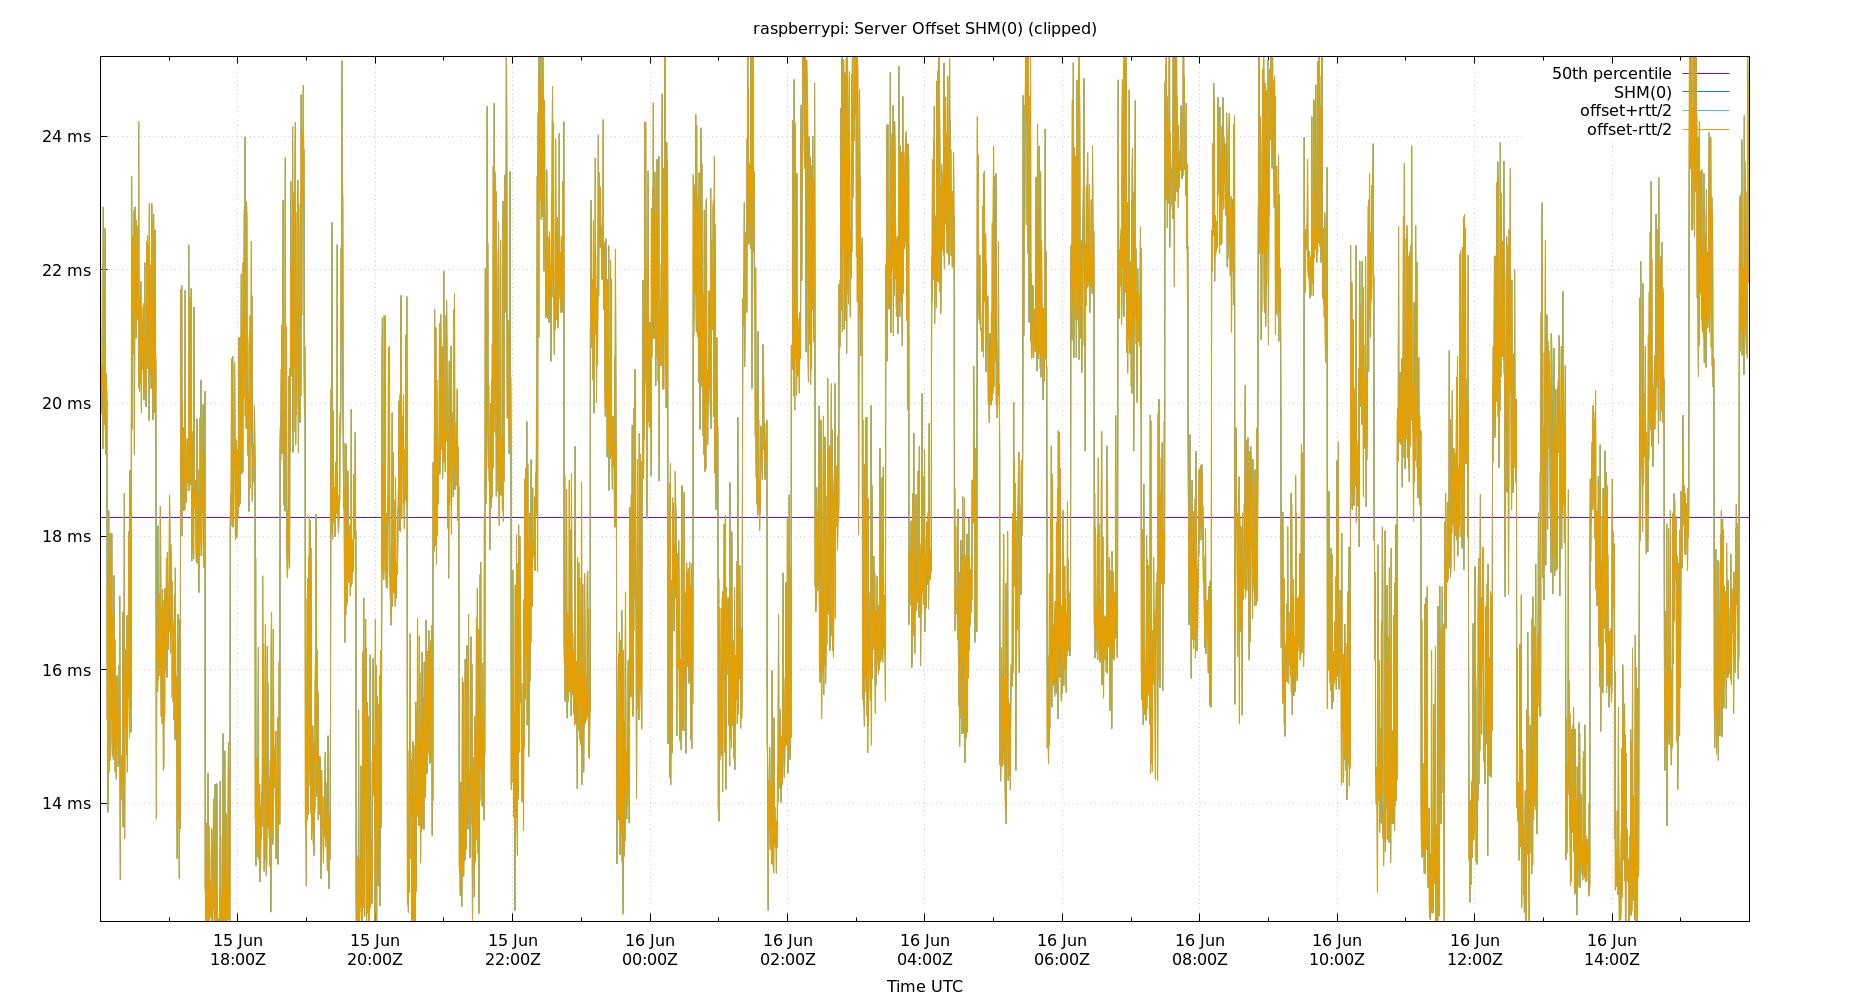 raspberrypi: Server Offset SHM(0) (clipped)
50th percentile
SHM(0)
offset+rtt/2
offset-rtt/2
24 ms
22 ms
20 ms
18 ms
16 ms
14 ms
15 Jun 15 Jun 15 Jun 16 Jun 16 Jun 16 Jun 16 Jun 16 Jun 16 Jun 16 Jun 16 Jun
18:00Z 20:00Z 22:00Z 00:00Z 02:00Z 04:00Z 06:00Z 08:00Z 10:00Z 12:00Z 14:00Z
Time UTC